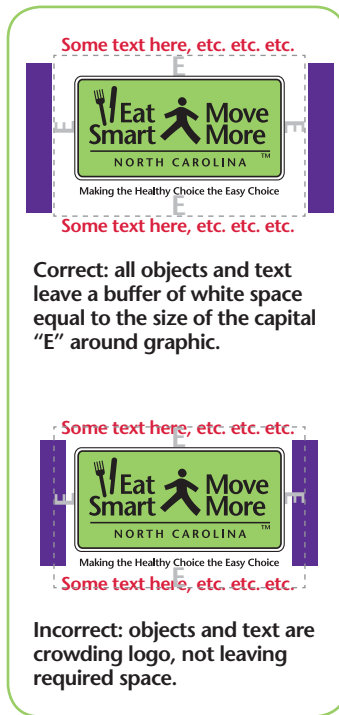 Some text here, etc. etc. etc.
E
Eat Move
E E
Smart More
NORTH CAROLINA ™
Making the Healthy Choice the Easy Choice
E
Some text here, etc. etc. etc.
Correct: all objects and text
leave a buffer of white space
equal to the size of the capital
“E” around graphic.
Some text here, etc. etc. etc.
E
Eat Move
E E
Smart More
NORTH CAROLINA ™
Making the Healthy Choice the Easy Choice
E
Some text here, etc. etc. etc.
Incorrect: objects and text are
crowding logo, not leaving
required space.